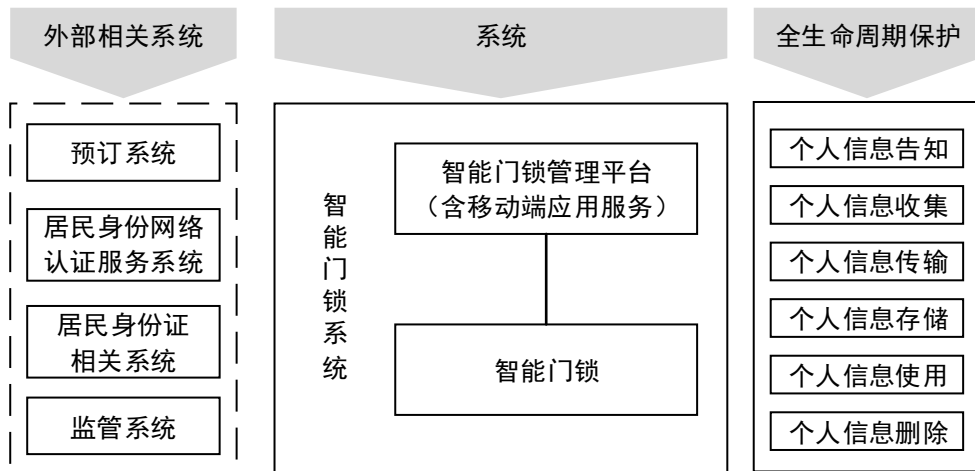 外部相关系统
系统
全生命周期保护
预订系统
居民身份网络
认证服务系统
居民身份证
相关系统
监管系统
智能门锁系统
智能门锁管理平台
（含移动端应用服务）
智能门锁
个人信息告知
个人信息收集
个人信息传输
个人信息存储
个人信息使用
个人信息删除